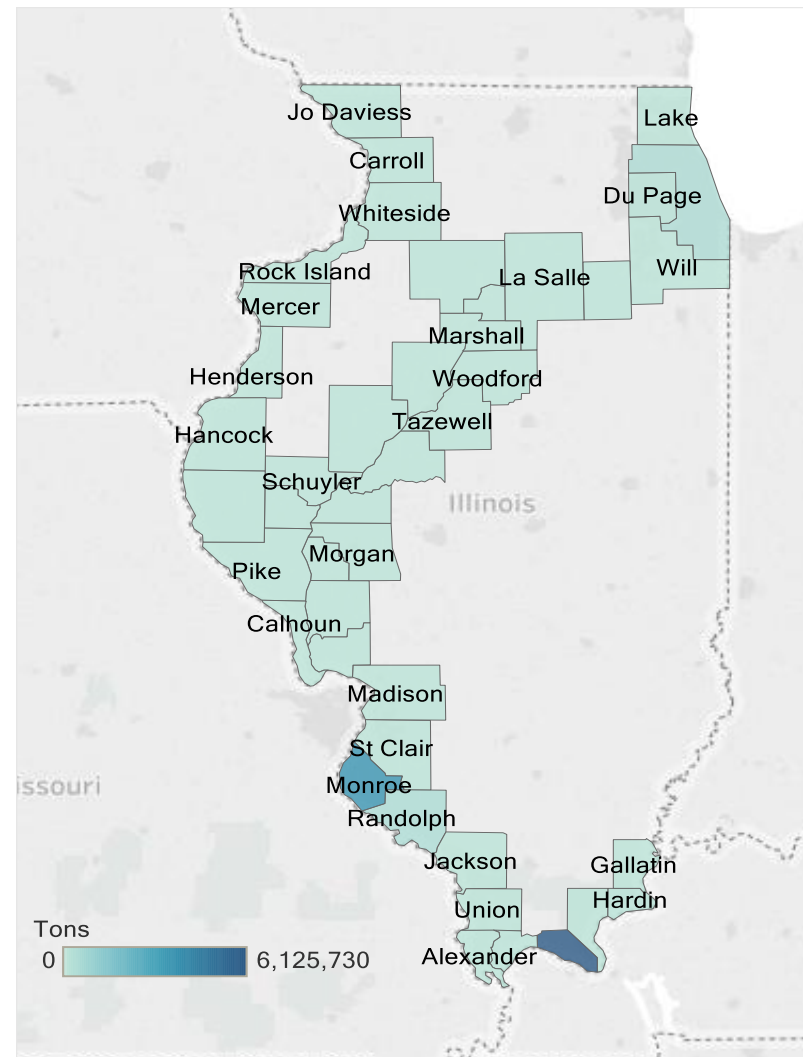 Jo Daviess
Lake
Carroll
Du Page
Whiteside
Will
Rock Island
La Salle
Mercer
Marshall
Henderson
Woodford
Tazewell
Hancock
Schuyler
Illinois
Morgan
Pike
Calhoun
Madison
St Clair
Monroe
issouri
Randolph
Jackson
Gallatin
Hardin
Union
Tons
Alexander
0 6,125,730